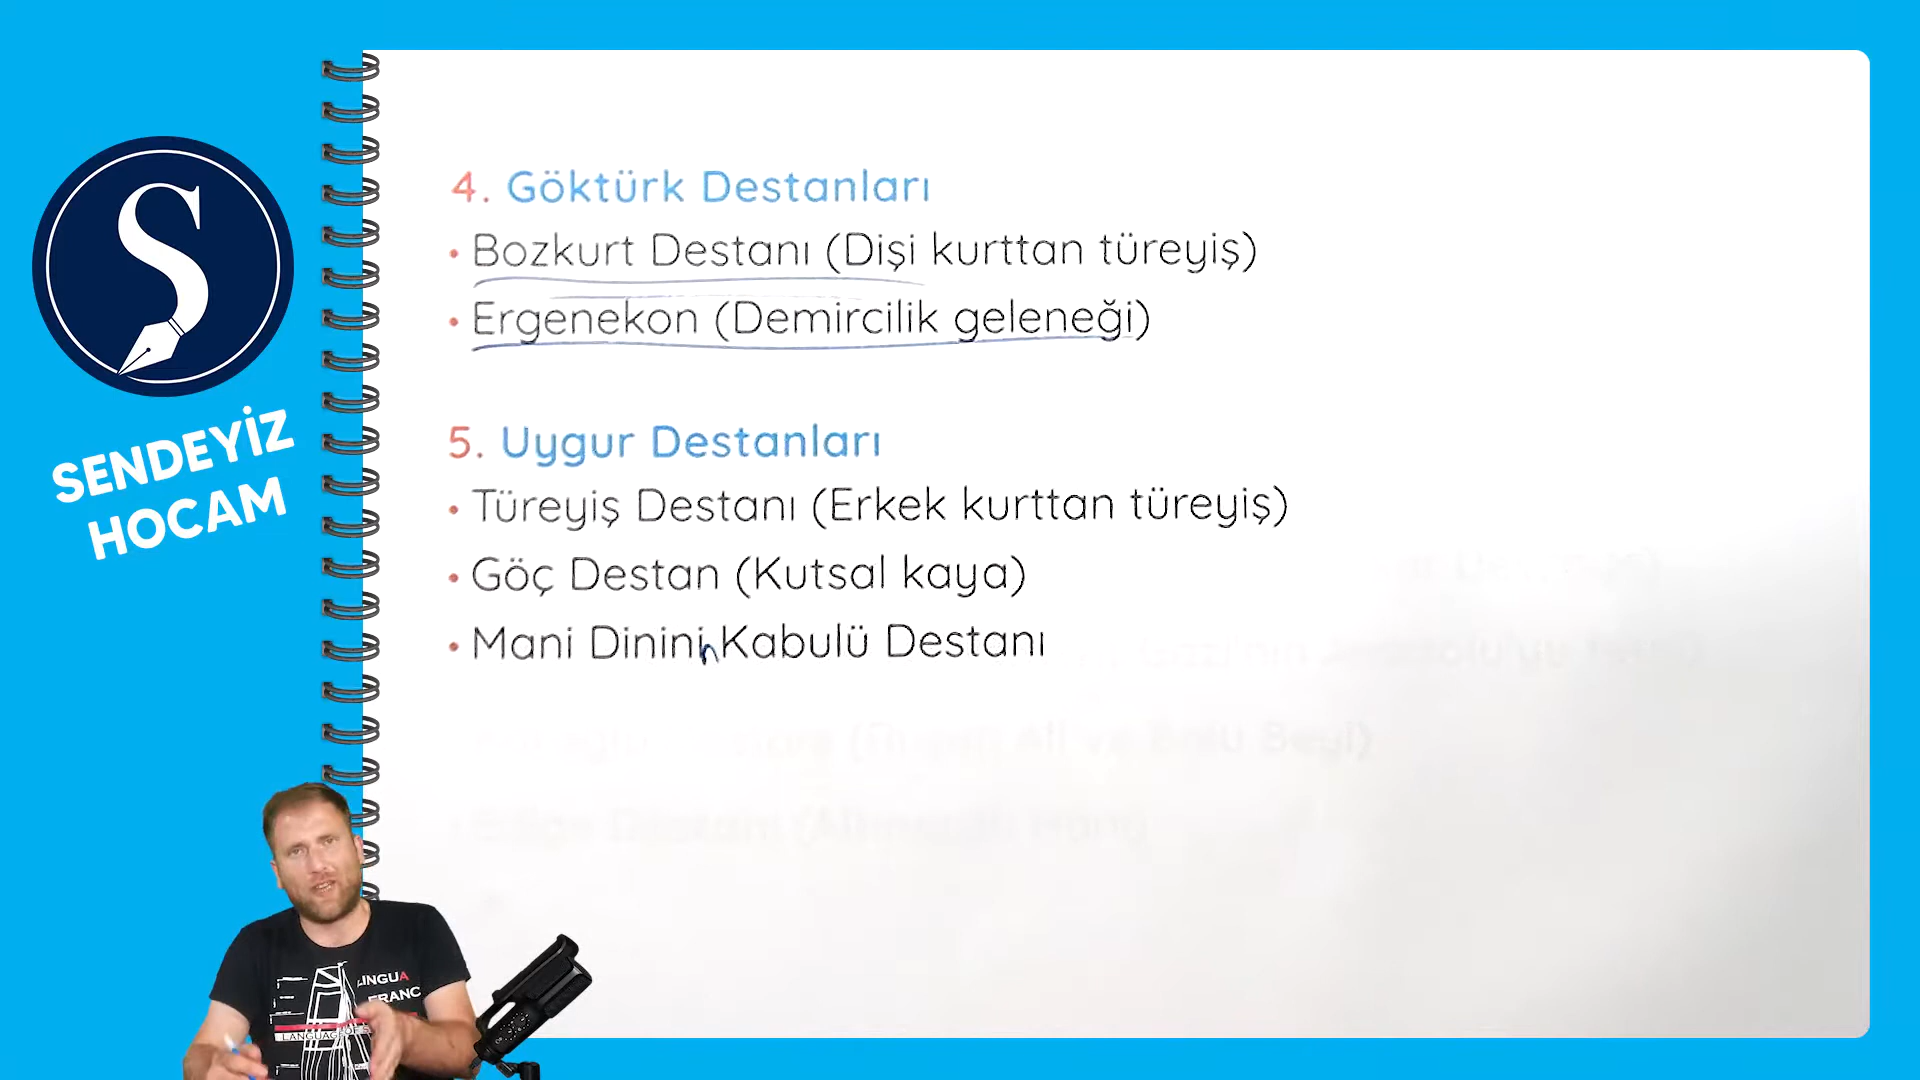 4. Göktürk Destanları
• Bozkurt Destanı (Dişi kurttan türeyiş)
• Ergenekon (Demircilik geleneği)
5. Uygur Destanları
• Türeyiş Destanı (Erkek kurttan türeyiş)
• Göç Destan (Kutsal kaya)
• Mani Dininin Kabulü Destanı
SENDEYİZ
HOCAM
LINGUA
FRANC